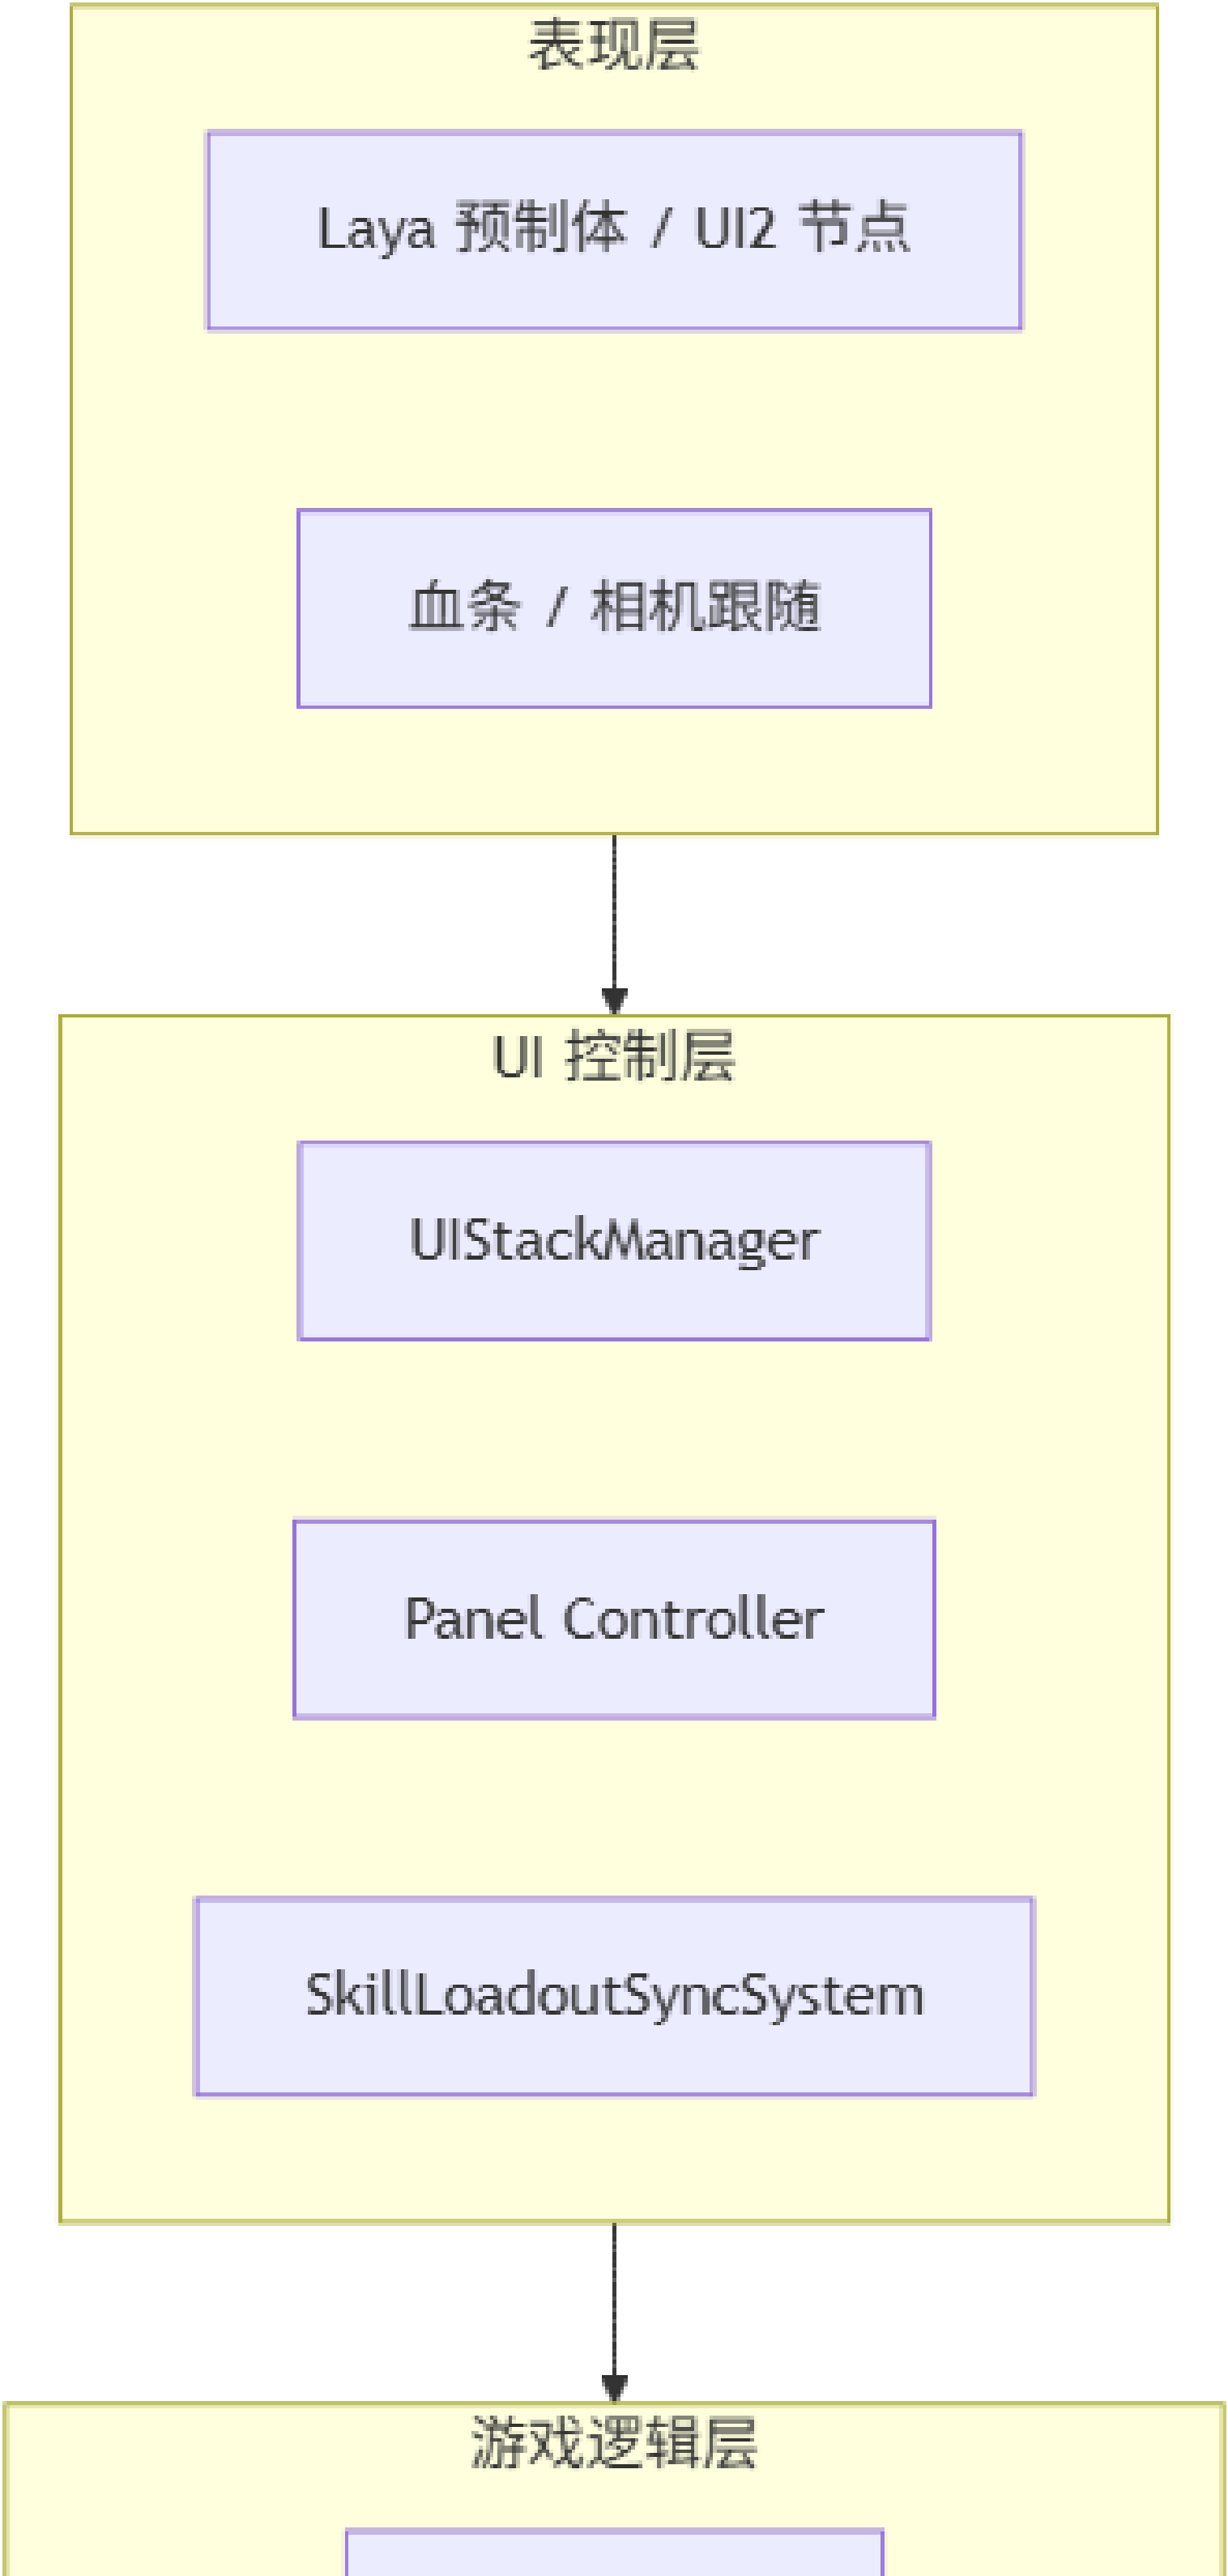 表现层
Laya 预制体 / UI2 节点
血条 / 相机跟随
UI 控制层
UIStackManager
Panel Controller
SkillLoadoutSyncSystem
游戏逻辑层